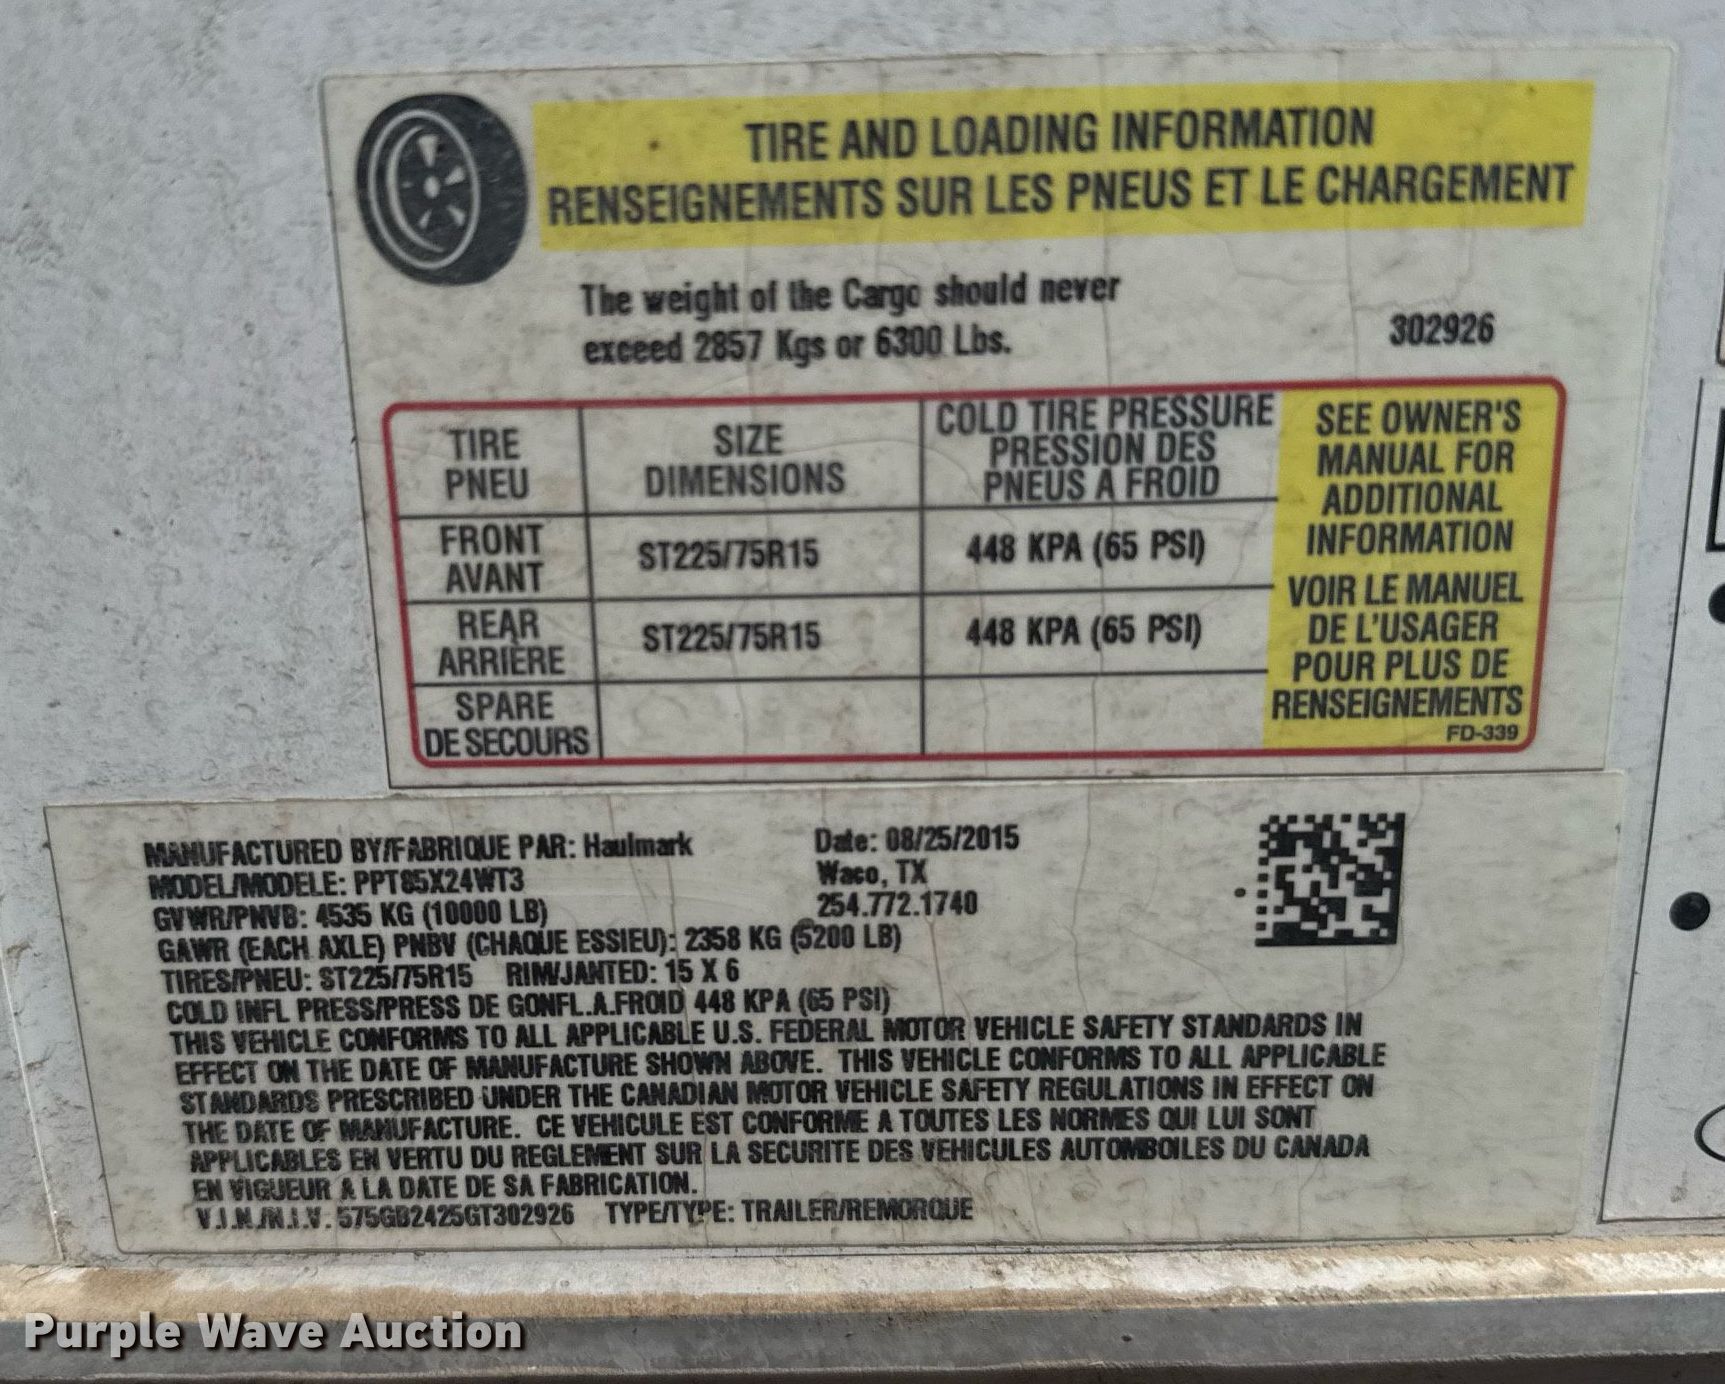 TIRE AND LOADING INFORMATION
RENSEIGNEMENTS SUR LES PNEUS ET LE CHARGEMENT
The weight of the Cargo should never
exceed 2857 Kgs or 6300 Lbs.
302926
TIRE
PNEU
SIZE
DIMENSIONS
COLD TIRE PRESSURE
PRESSION DES
PNEUS A FROID
FRONT
AVANT
ST225/75R15
448 KPA (65 PSI)
REAR
ARRIÈRE
ST225/75R15
448 KPA (65 PSI)
SPARE
DE SECOURS
SEE OWNER'S
MANUAL FOR
ADDITIONAL
INFORMATION
VOIR LE MANUEL
DE L'USAGER
POUR PLUS DE
RENSEIGNEMENTS
FD-339
MANUFACTURED BY/FABRIQUE PAR: Haulmark
MODEL/MODELE: PPT85X24WT3
GVWR/PNVB: 4535 KG (10000 LB)
Date: 08/25/2015
Waco, TX
254.772.1740
GAWR (EACH AXLE) PNBV (CHAQUE ESSIEU): 2358 KG (5200 LB)
TIRES/PNEU: ST225/75R15 RIM/JANTED: 15 X 6
COLD INFL PRESS/PRESS DE GONFL.A.FROID 448 KPA (65 PSI)
THIS VEHICLE CONFORMS TO ALL APPLICABLE U.S. FEDERAL MOTOR VEHICLE SAFETY STANDARDS IN
EFFECT ON THE DATE OF MANUFACTURE SHOWN ABOVE. THIS VEHICLE CONFORMS TO ALL APPLICABLE
STANDARDS PRESCRIBED UNDER THE CANADIAN MOTOR VEHICLE SAFETY REGULATIONS IN EFFECT ON
THE DATE OF MANUFACTURE. CE VEHICULE EST CONFORME A TOUTES LES NORMES QUI LUI SONT
APPLICABLES EN VERTU DU REGLEMENT SUR LA SECURITE DES VEHICULES AUTOMBOILES DU CANADA
EN VIGUEUR A LA DATE DE SA FABRICATION.
V.I.N./N.I.V. 575GB2425GT302926 TYPE/TYPE: TRAILER/REMORQUE
Purple Wave Auction